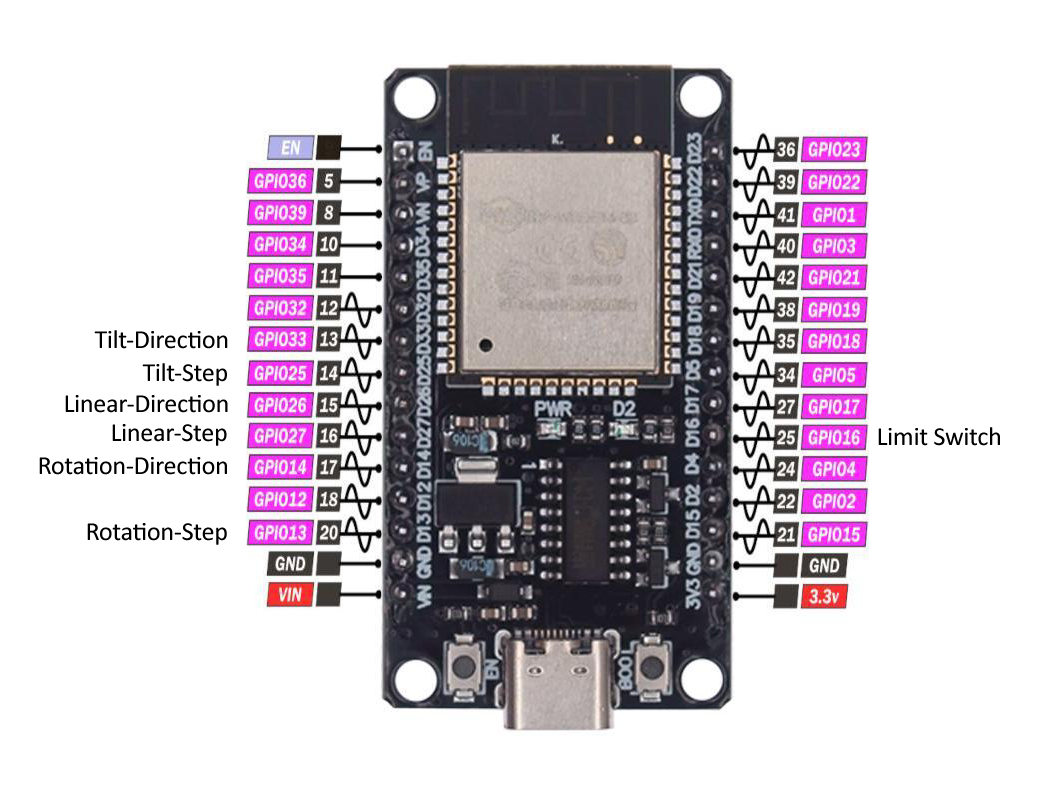 EN
GPIO36 5
GPIO39 8
GPIO34 10
GPIO35 11
GPIO32 12
Tilt-Direction GPIO33 13
Tilt-Step GPIO25 14
Linear-Direction GPIO26 15
Linear-Step GPIO27 16
Rotation-Direction GPIO14 17
GPIO12 18
Rotation-Step GPIO13 20
GND
VIN
EN
VP
VN
D34
D35
D32
D33
D25
D26
D27
D14
D12
D13
GND
VIN
K.
PWR
D2
1
EN
BOO
D23
D22
TX0
RX0
D21
D19
D18
D5
D17
D16
D4
D2
D15
GND
3V3
36 GPIO23
39 GPIO22
41 GPIO1
40 GPIO3
42 GPIO21
38 GPIO19
35 GPIO18
34 GPIO5
27 GPIO17
25 GPIO16 Limit Switch
24 GPIO4
22 GPIO2
21 GPIO15
GND
3.3v